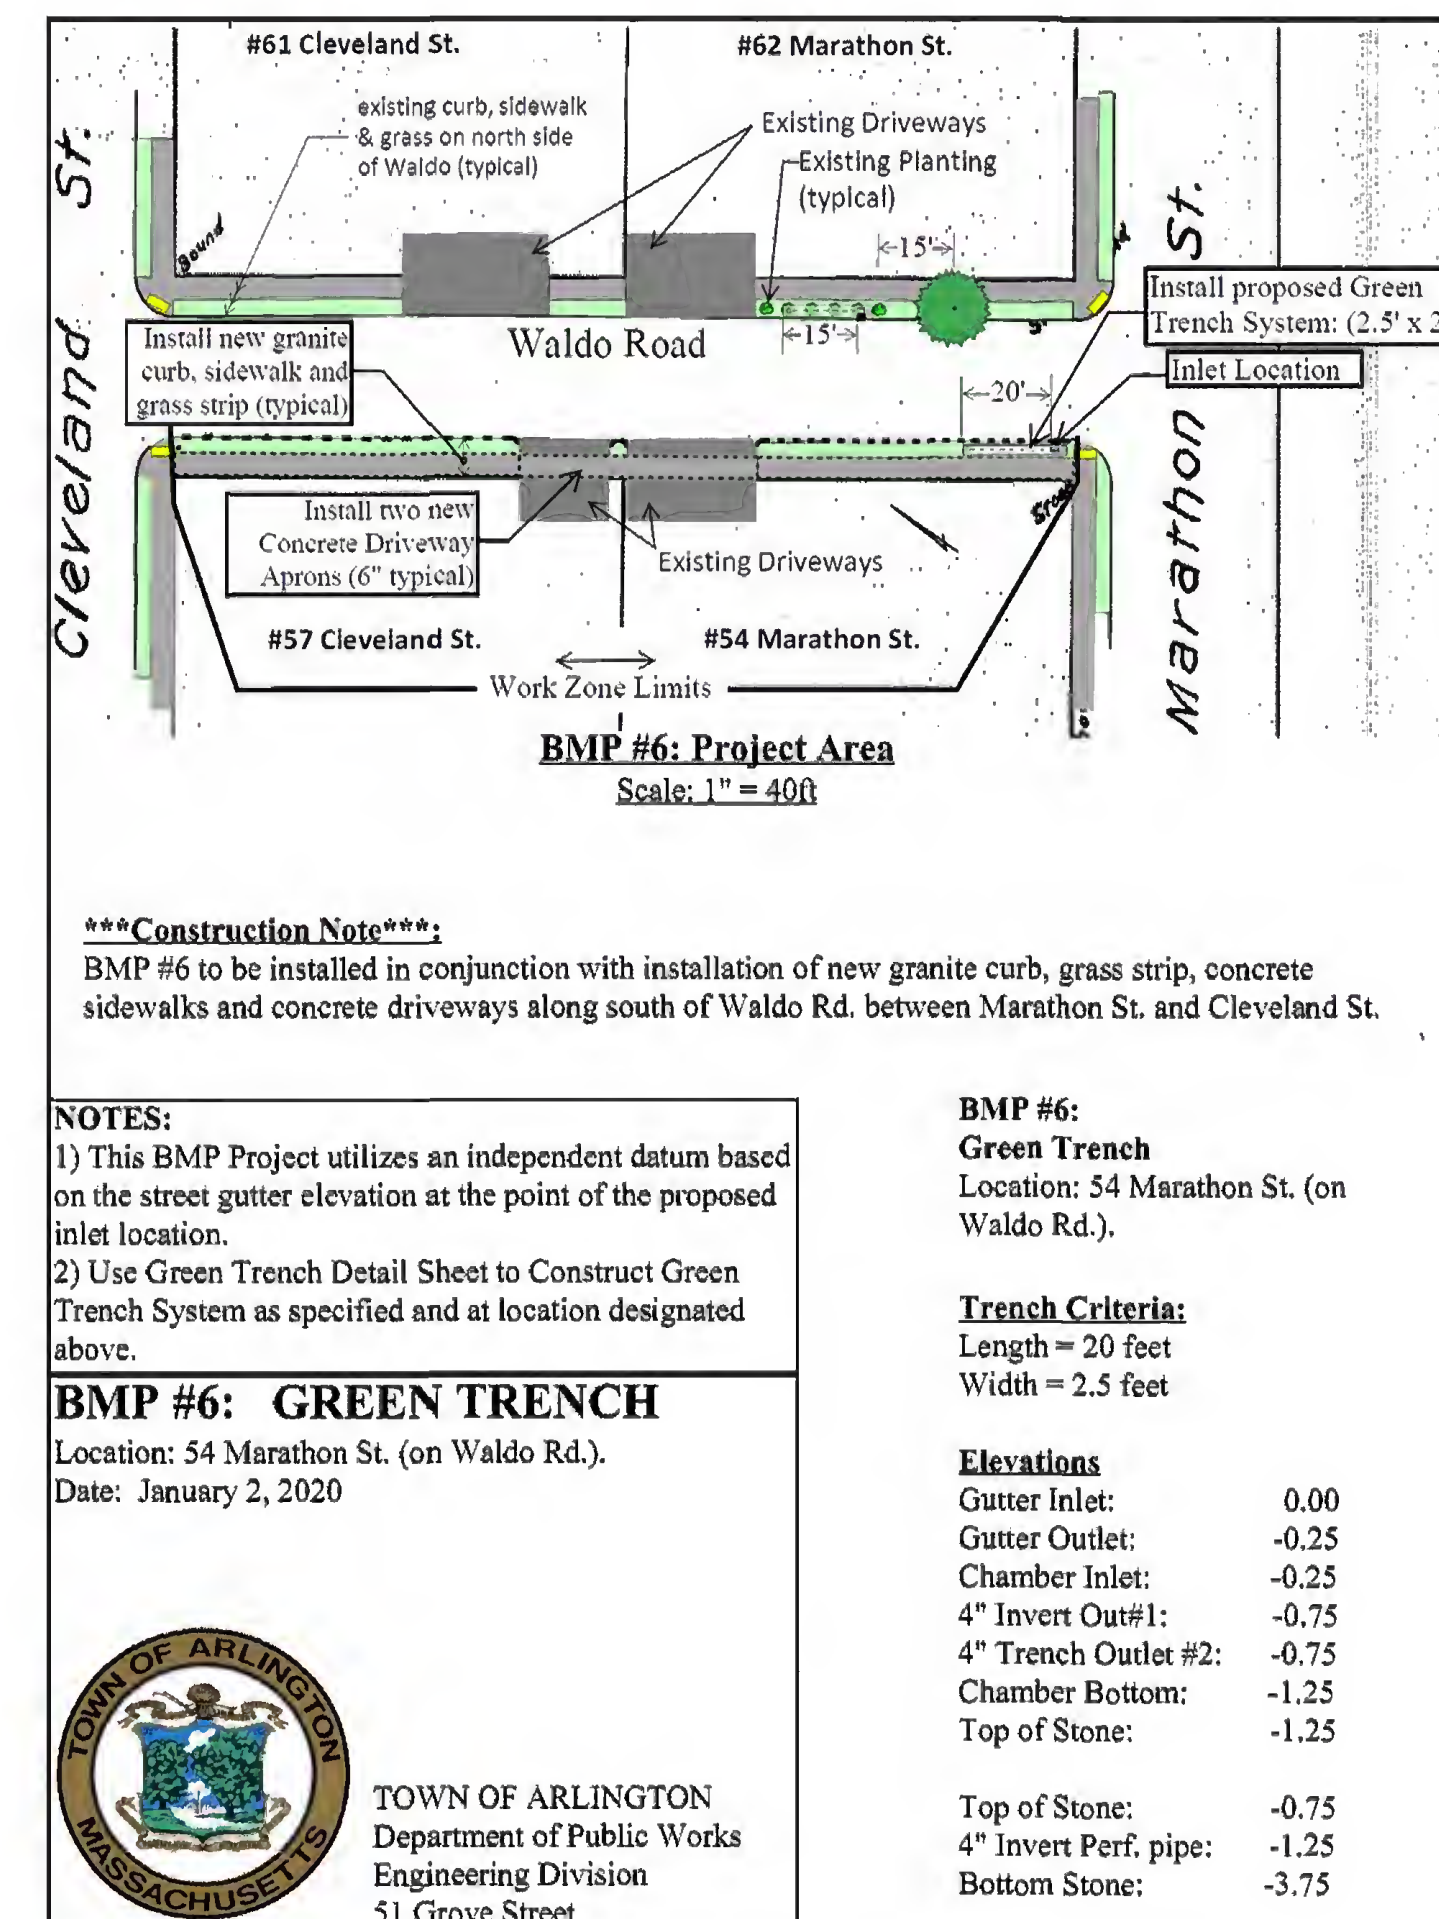 #61 Cleveland St.
#62 Marathon St.
existing curb, sidewalk
& grass on north side
of Waldo (typical)
Existing Driveways
Existing Planting
(typical)
St.
Cleveland
Bound
15'
St.
Marathon
Install proposed Green
Trench System: (2.5' x 2
Install new granite
curb, sidewalk and
grass strip (typical)
Waldo Road
15'
Inlet Location
20'
Install two new
Concrete Driveway
Aprons (6" typical)
Existing Driveways
#57 Cleveland St.
#54 Marathon St.
Work Zone Limits
BMP #6: Project Area
Scale: 1" = 40ft
***Construction Note***:
BMP #6 to be installed in conjunction with installation of new granite curb, grass strip, concrete
sidewalks and concrete driveways along south of Waldo Rd. between Marathon St. and Cleveland St.
NOTES:
1) This BMP Project utilizes an independent datum based
on the street gutter elevation at the point of the proposed
inlet location.
2) Use Green Trench Detail Sheet to Construct Green
Trench System as specified and at location designated
above.
BMP #6: GREEN TRENCH
Location: 54 Marathon St. (on Waldo Rd.).
Date: January 2, 2020
TOWN OF ARLINGTON
MASSACHUSETTS
TOWN OF ARLINGTON
Department of Public Works
Engineering Division
51 Grove Street
BMP #6:
Green Trench
Location: 54 Marathon St. (on
Waldo Rd.).
Trench Criteria:
Length = 20 feet
Width = 2.5 feet
Elevations
Gutter Inlet: 0.00
Gutter Outlet: -0.25
Chamber Inlet: -0.25
4" Invert Out#1: -0.75
4" Trench Outlet #2: -0.75
Chamber Bottom: -1.25
Top of Stone: -1.25
Top of Stone: -0.75
4" Invert Perf. pipe: -1.25
Bottom Stone: -3.75